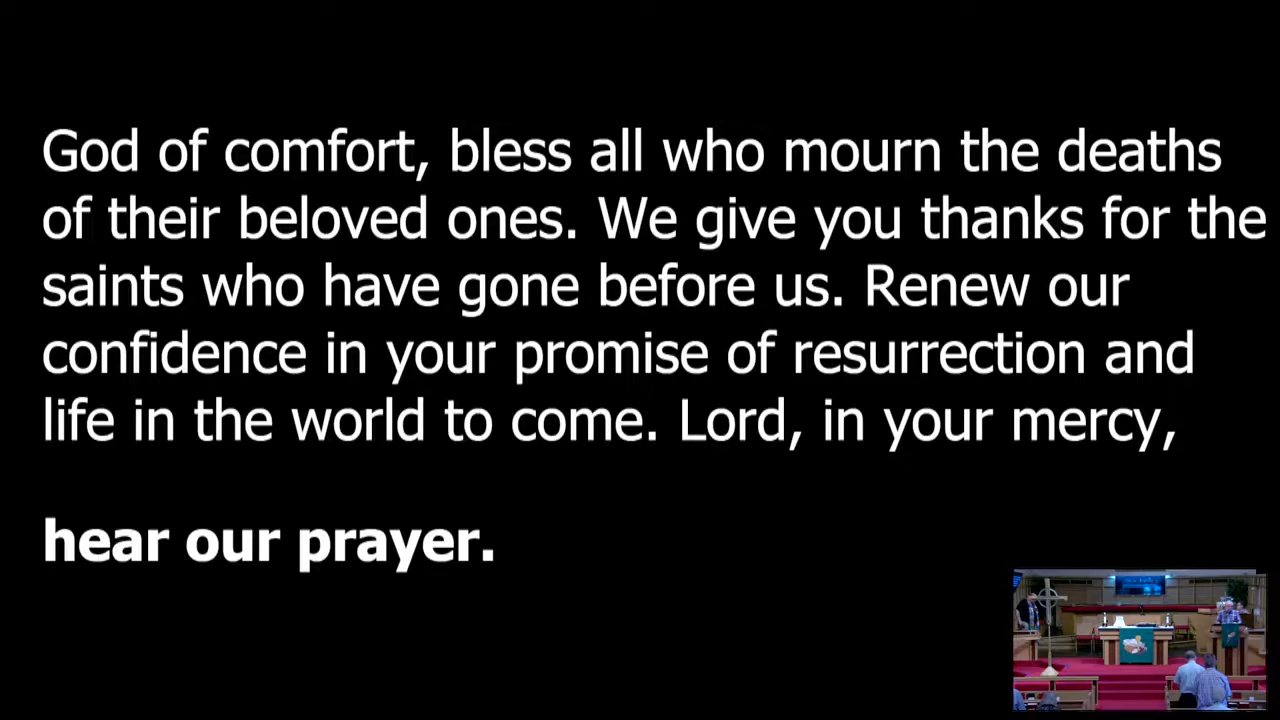 God of comfort, bless all who mourn the deaths
of their beloved ones. We give you thanks for the
saints who have gone before us. Renew our
confidence in your promise of resurrection and
life in the world to come. Lord, in your mercy,
hear our prayer.